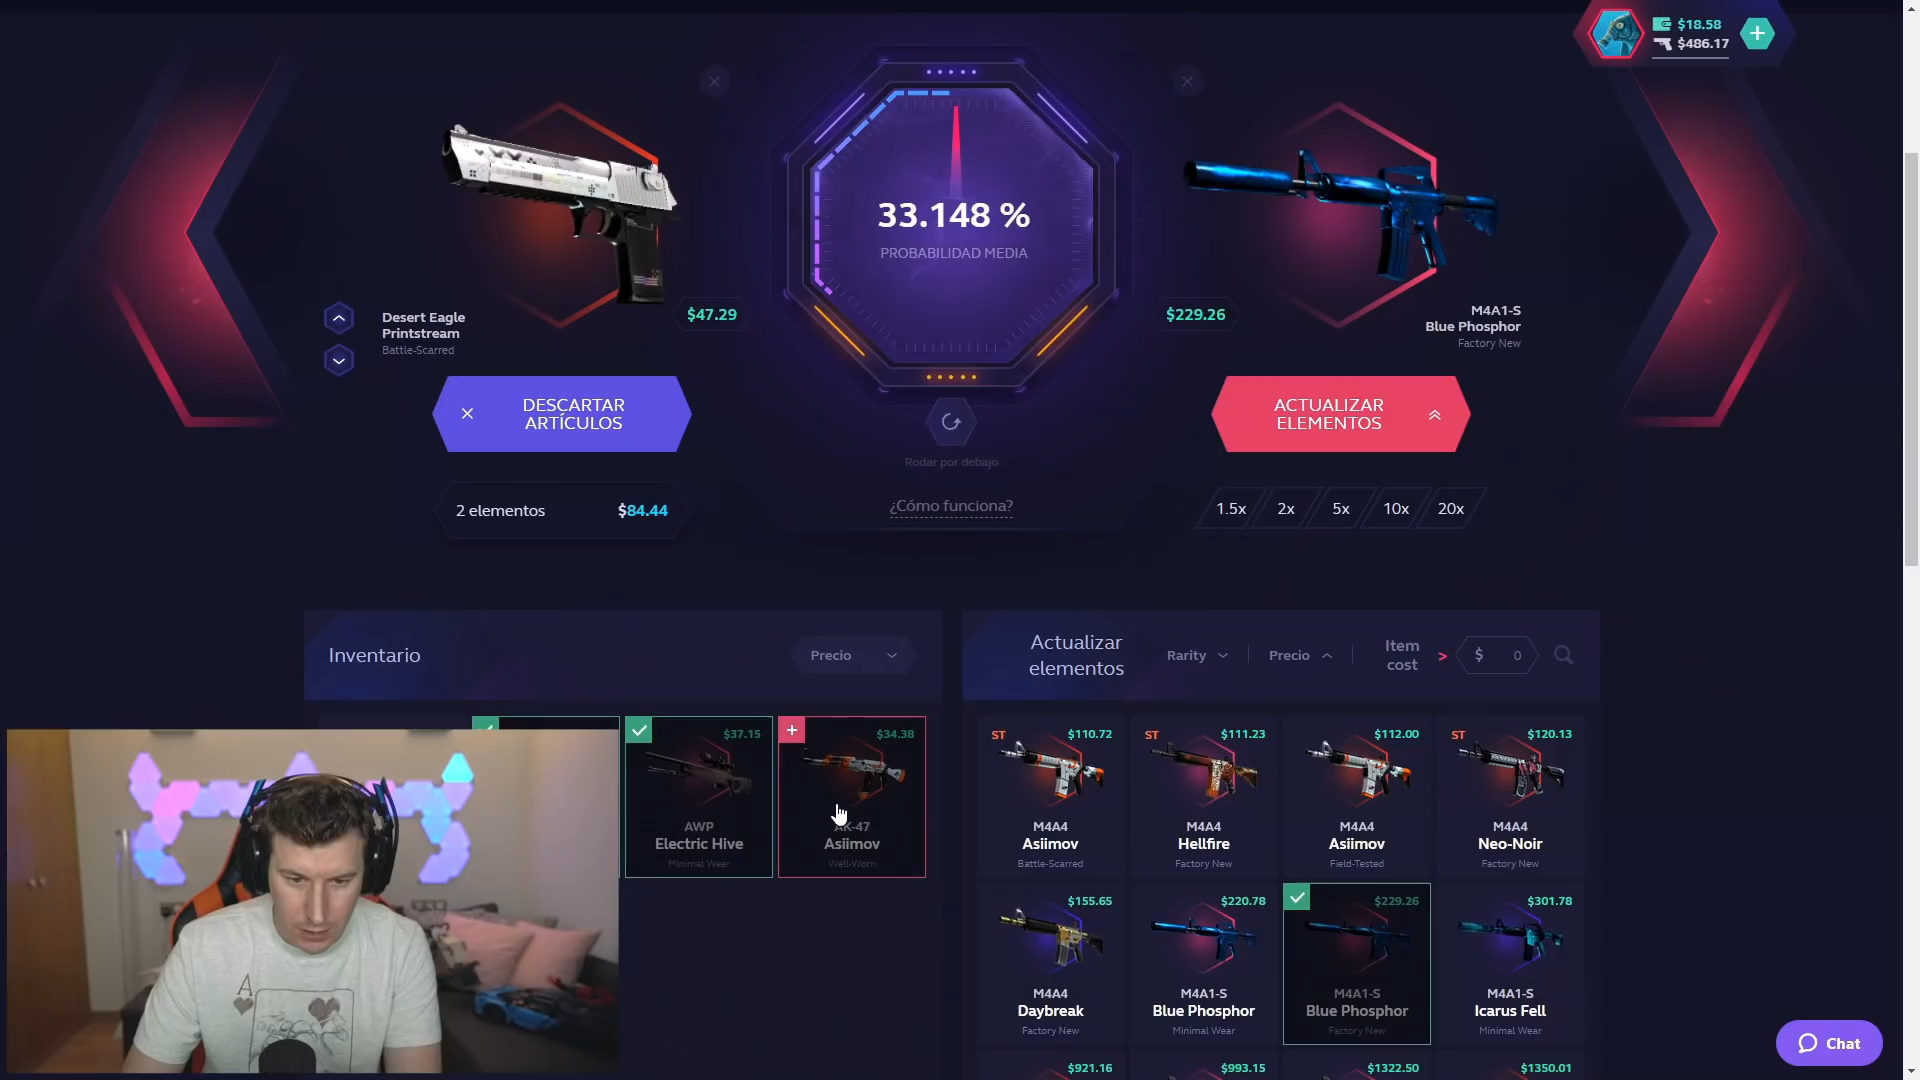 $18.58
$486.17
33.148 %
PROBABILIDAD MEDIA
Desert Eagle
Printstream
Battle-Scarred
$47.29
$229.26
M4A1-S
Blue Phosphor
Factory New
DESCARTAR
ARTÍCULOS
ACTUALIZAR
ELEMENTOS
Rodar por debajo
2 elementos
$84.44
¿Cómo funciona?
1.5x
2x
5x
10x
20x
Inventario
Precio
Actualizar
elementos
Rarity
Precio
Item
cost
>
$ 0
$37.15
AWP
Electric Hive
Minimal Wear
$34.38
AK-47
Asiimov
Well-Worn
ST
$110.72
M4A4
Asiimov
Battle-Scarred
ST
$111.23
M4A4
Hellfire
Factory New
$112.00
M4A4
Asiimov
Field-Tested
ST
$120.13
M4A4
Neo-Noir
Factory New
$155.65
M4A4
Daybreak
Factory New
$220.78
M4A1-S
Blue Phosphor
Minimal Wear
$229.26
M4A1-S
Blue Phosphor
Factory New
$301.78
M4A1-S
Icarus Fell
Minimal Wear
$921.16
$993.15
$1322.50
$1350.01
Chat
A